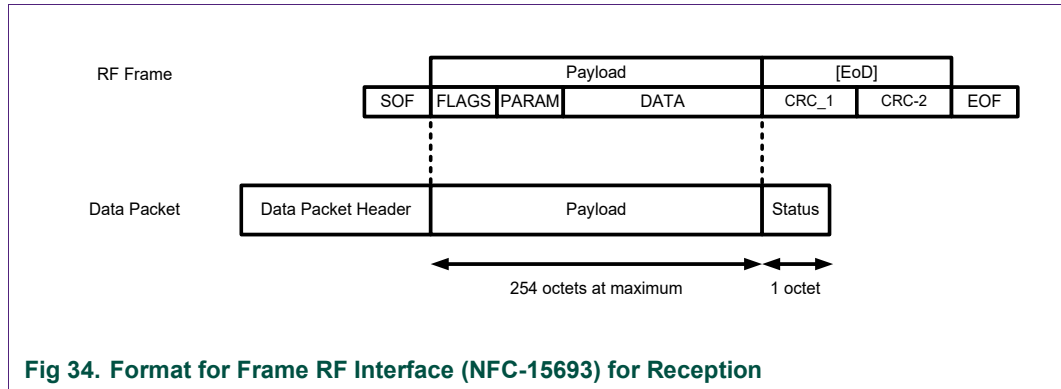 RF Frame
Payload
[EoD]
SOF
FLAGS
PARAM
DATA
CRC_1
CRC-2
EOF
Data Packet
Data Packet Header
Payload
Status
254 octets at maximum
1 octet
Fig 34. Format for Frame RF Interface (NFC-15693) for Reception